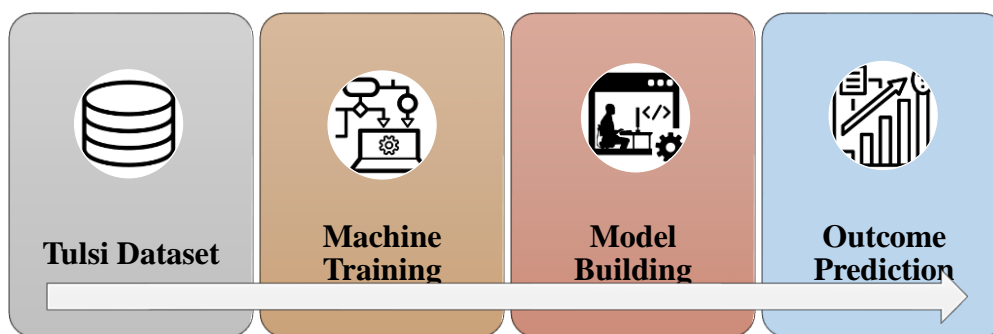 Tulsi Dataset
Machine
Training
Model
Building
</>
Outcome
Prediction